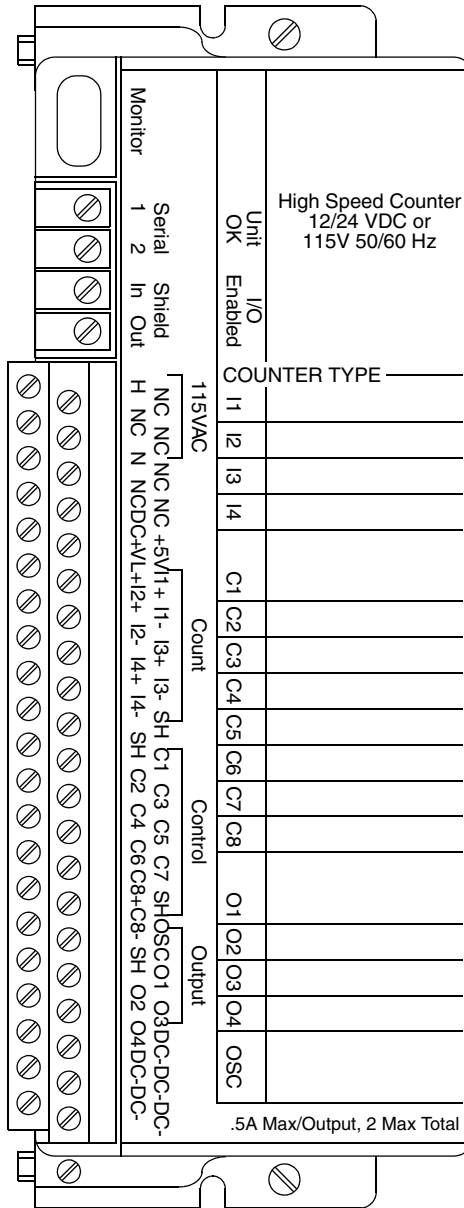 High Speed Counter
12/24 VDC or
115V 50/60 Hz
Monitor
Serial
1 2
Shield
In Out
Unit
OK
I/O
Enabled
COUNTER TYPE
115VAC
Count
Control
Output
NC NC NC NC +5V I1+ I1- I3+ I3- SH C1 C3 C5 C7 SH OSC O1 O3 DC- DC- DC-
H NC N NC DC+ VL+ I2+ I2- I4+ I4- SH C2 C4 C6 C8+ C8- SH O2 O4 DC- DC-
I1
I2
I3
I4
C1
C2
C3
C4
C5
C6
C7
C8
O1
O2
O3
O4
OSC
.5A Max/Output, 2 Max Total